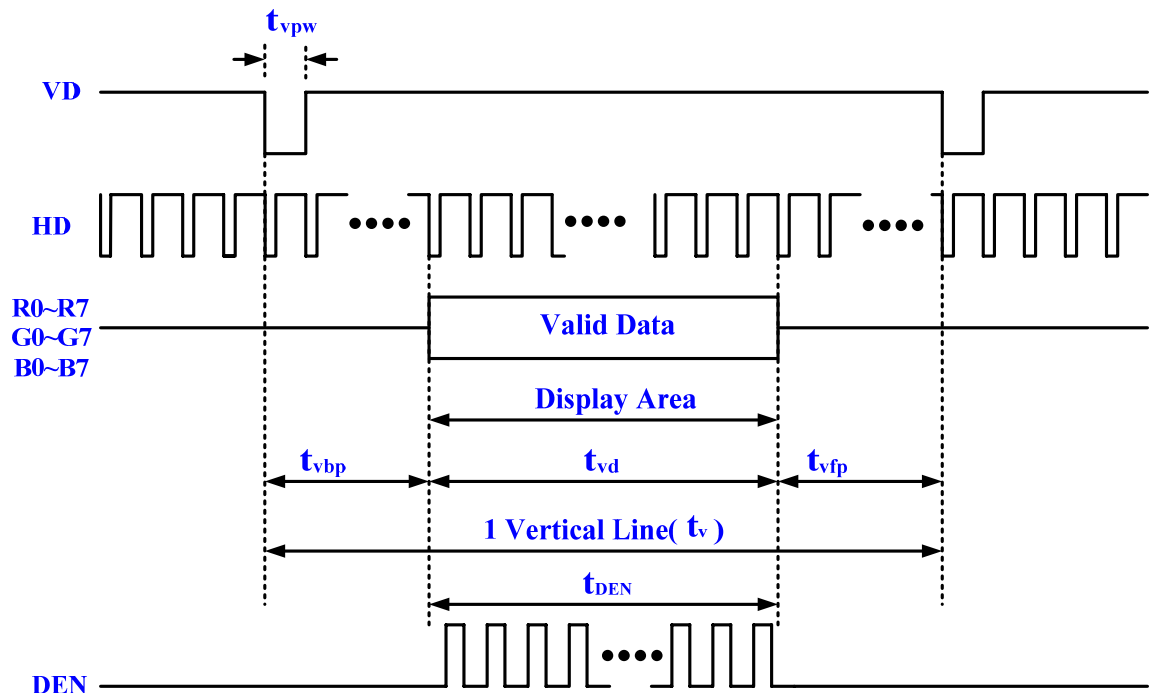 tvpw
VD
HD
R0~R7
G0~G7
B0~B7
Valid Data
Display Area
tvbp
tvd
tvfp
1 Vertical Line( tv )
tDEN
DEN